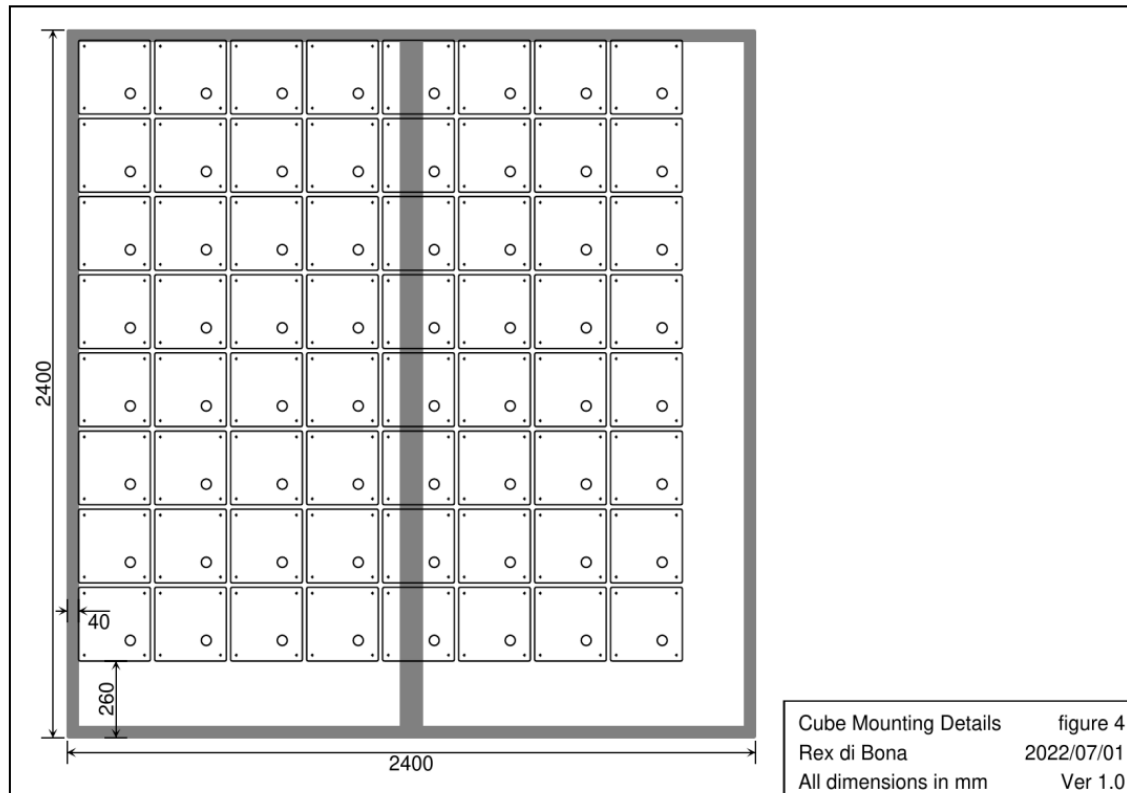 2400
40
260
2400
Cube Mounting Details figure 4
Rex di Bona 2022/07/01
All dimensions in mm Ver 1.0